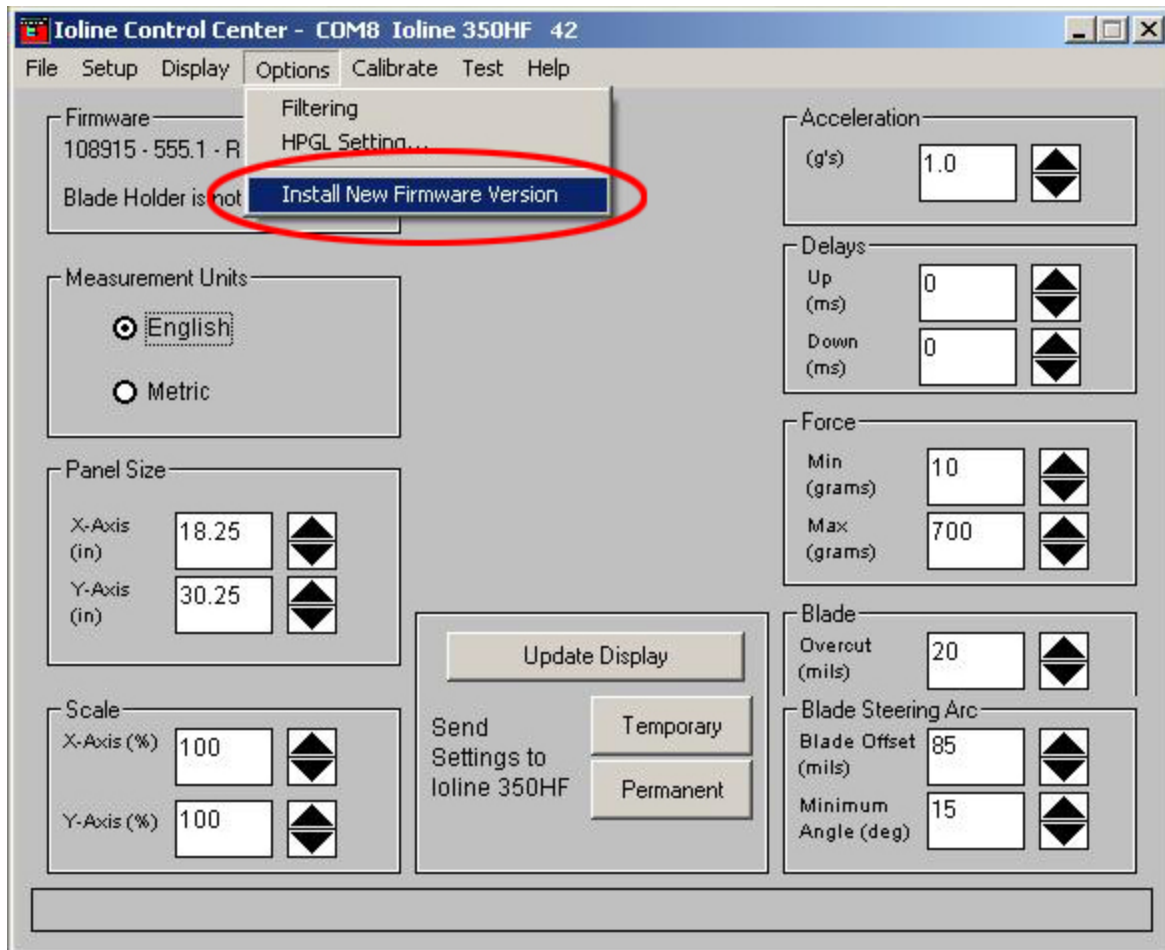 Ioline Control Center - COM8 Ioline 350HF 42
File Setup Display Options Calibrate Test Help
Filtering
HPGL Setting...
Install New Firmware Version
Firmware
108915 - 555.1 - R
Blade Holder is not
Measurement Units
English
Metric
Panel Size
X-Axis
(in)
18.25
Y-Axis
(in)
30.25
Scale
X-Axis (%)
100
Y-Axis (%)
100
Update Display
Send
Settings to
Ioline 350HF
Temporary
Permanent
Acceleration
(g's)
1.0
Delays
Up
(ms)
0
Down
(ms)
0
Force
Min
(grams)
10
Max
(grams)
700
Blade
Overcut
(mils)
20
Blade Steering Arc
Blade Offset
(mils)
85
Minimum
Angle (deg)
15